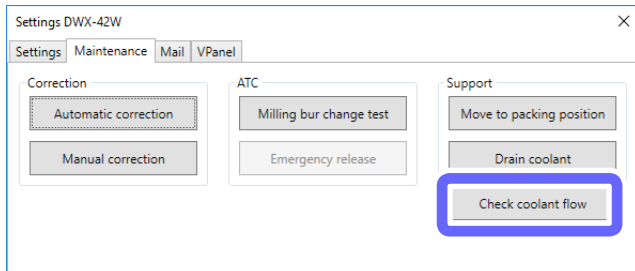 Settings DWX-42W
Settings Maintenance Mail VPanel
Correction
Automatic correction
Manual correction
ATC
Milling bur change test
Emergency release
Support
Move to packing position
Drain coolant
Check coolant flow